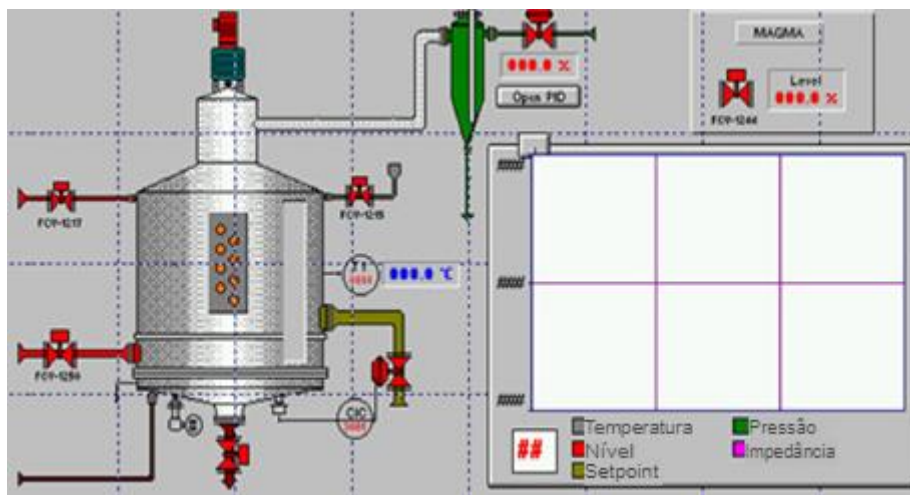 MAGMA
000.0 %
Open PID
Level
000.0 %
FCV-1244
#####
FCV-1217
FCV-1215
000.0 °C
#####
FCV-1256
CIC
#####
##
Temperatura
Pressão
Nível
Impedância
Setpoint